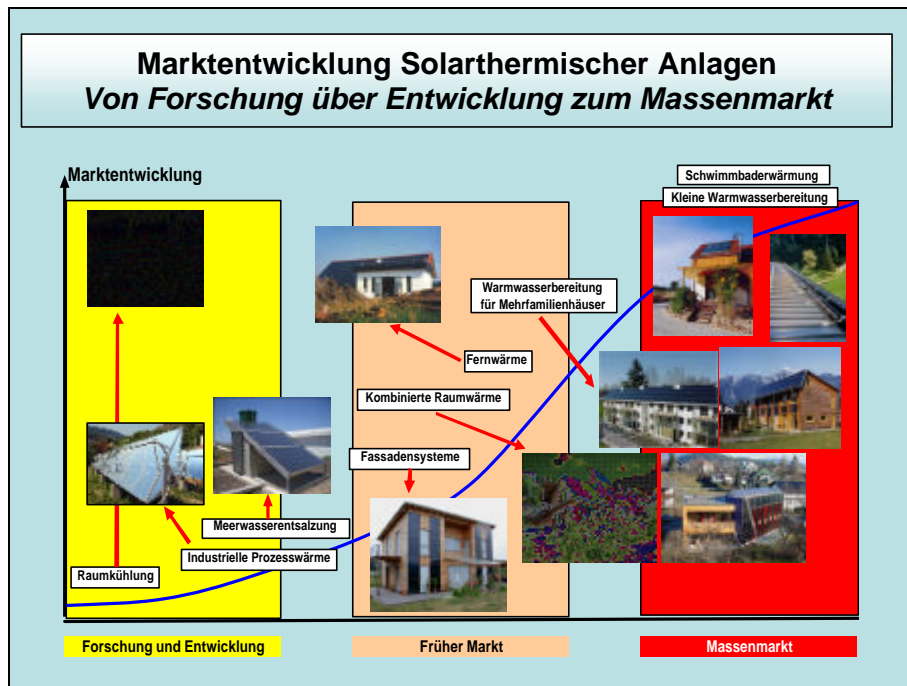 Marktentwicklung Solarthermischer Anlagen
Von Forschung über Entwicklung zum Massenmarkt
Marktentwicklung
Schwimmbaderwärmung
Kleine Warmwasserbereitung
Warmwasserbereitung
für Mehrfamilienhäuser
Fernwärme
Kombinierte Raumwärme
Fassadensysteme
Meerwasserentsalzung
Industrielle Prozesswärme
Raumkühlung
Forschung und Entwicklung
Früher Markt
Massenmarkt